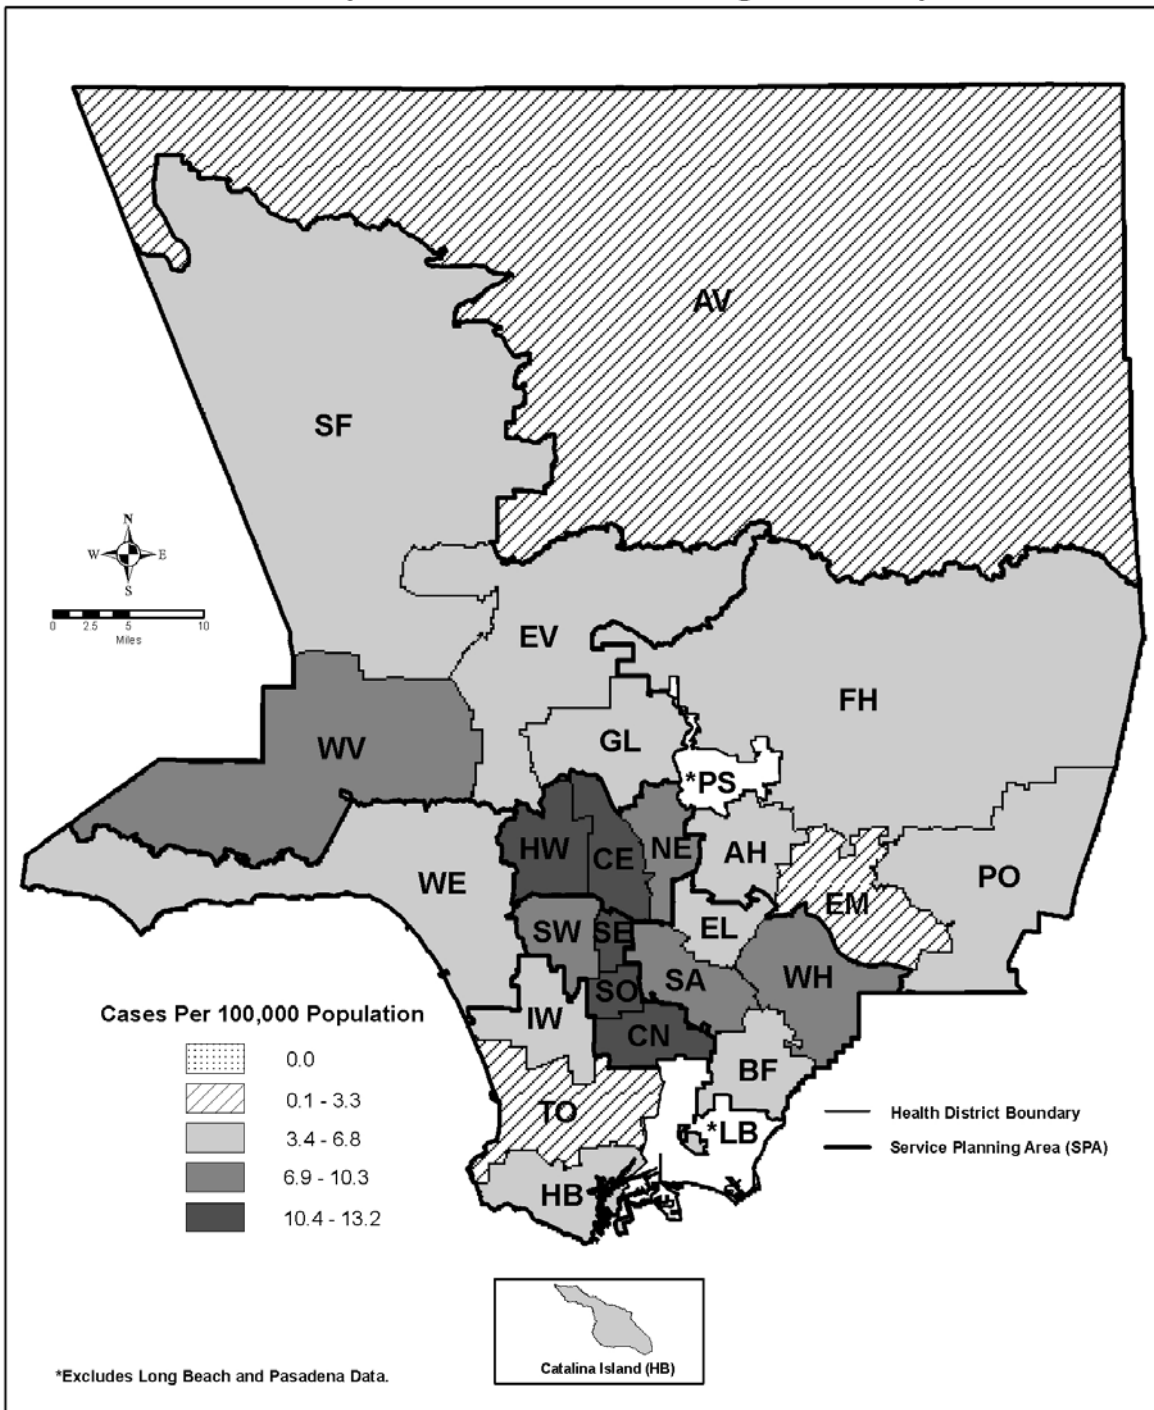 AV
SF
N
W E
S
0 2.5 5 10
Miles
EV
FH
WV
GL
*PS
HW
CE
NE
AH
PO
WE
EM
SW
SE
EL
SA
WH
SO
IW
CN
BF
TO
*LB
HB
Cases Per 100,000 Population
0.0
0.1 - 3.3
3.4 - 6.8
6.9 - 10.3
10.4 - 13.2
Health District Boundary
Service Planning Area (SPA)
Catalina Island (HB)
*Excludes Long Beach and Pasadena Data.